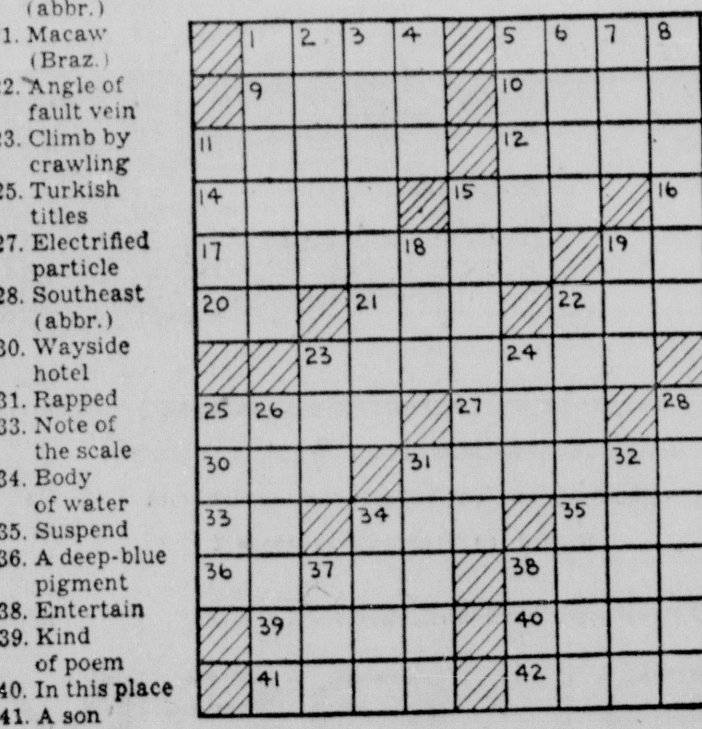 (abbr.)
1. Macaw
(Braz.)
2. Angle of
fault vein
23. Climb by
crawling
25. Turkish
titles
27. Electrified
particle
28. Southeast
(abbr.)
30. Wayside
hotel
31. Rapped
33. Note of
the scale
34. Body
of water
35. Suspend
36. A deep-blue
pigment
38. Entertain
39. Kind
of poem
40. In this place
41. A son
1 2 3 4 5 6 7 8
9 10
11 12
14 15 16
17 18 19
20 21 22
23 24
25 26 27 28
30 31 32
33 34 35
36 37 38
39 40
41 42